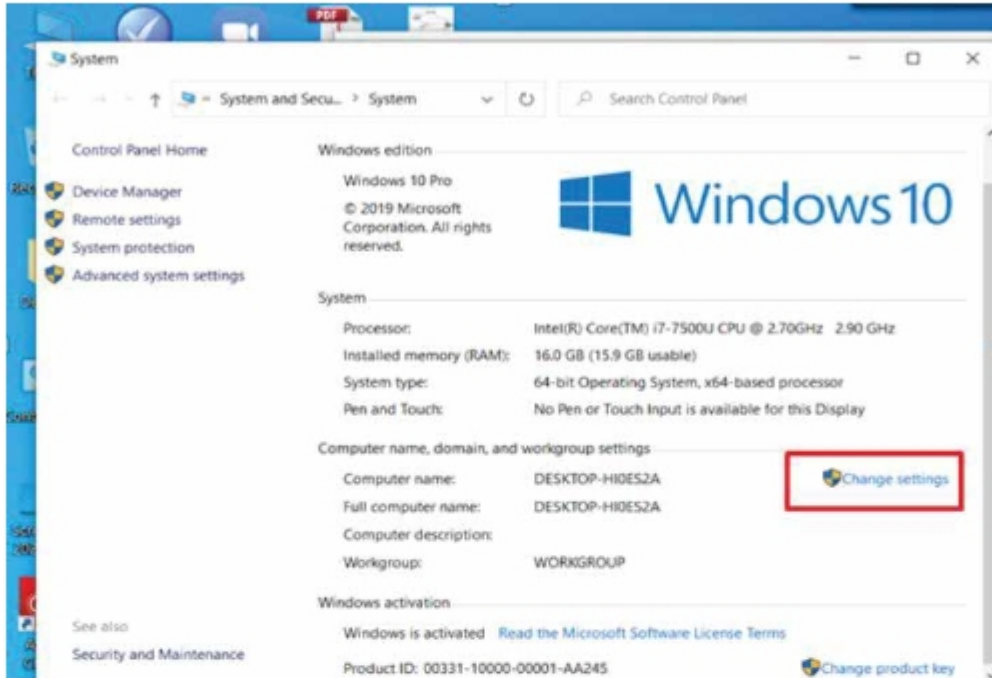 PDF
System
System and Secu... > System
Search Control Panel
Control Panel Home
Device Manager
Remote settings
System protection
Advanced system settings
See also
Security and Maintenance
Windows edition
Windows 10 Pro
© 2019 Microsoft
Corporation. All rights
reserved.
Windows 10
System
Processor: Intel(R) Core(TM) i7-7500U CPU @ 2.70GHz 2.90 GHz
Installed memory (RAM): 16.0 GB (15.9 GB usable)
System type: 64-bit Operating System, x64-based processor
Pen and Touch: No Pen or Touch Input is available for this Display
Computer name, domain, and workgroup settings
Computer name: DESKTOP-HI0ES2A
Change settings
Full computer name: DESKTOP-HI0ES2A
Computer description:
Workgroup: WORKGROUP
Windows activation
Windows is activated Read the Microsoft Software License Terms
Product ID: 00331-10000-00001-AA245
Change product key